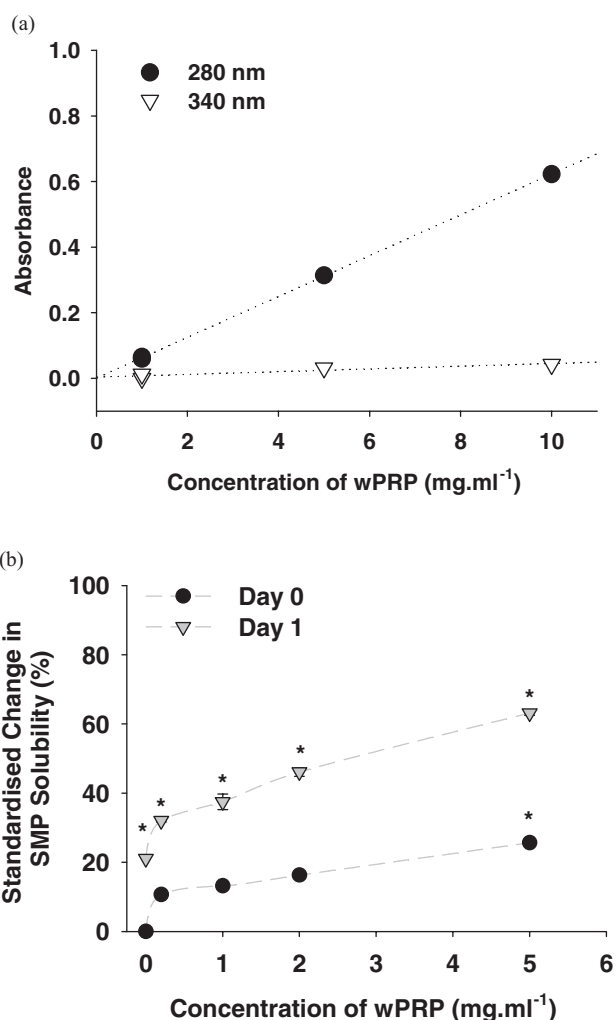 (a)
1.0
0.8
0.6
0.4
0.2
0.0
Absorbance
280 nm
340 nm
0 2 4 6 8 10
Concentration of wPRP (mg.ml⁻¹)
(b)
100
80
60
40
20
0
Standardised Change in
SMP Solubility (%)
Day 0
Day 1
* * * * *
*
0 1 2 3 4 5 6
Concentration of wPRP (mg.ml⁻¹)